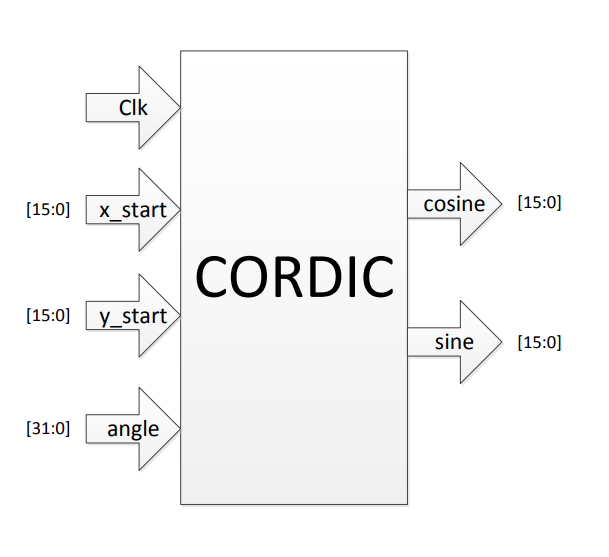 Clk
[15:0] x_start
[15:0] y_start
[31:0] angle
CORDIC
cosine [15:0]
sine [15:0]